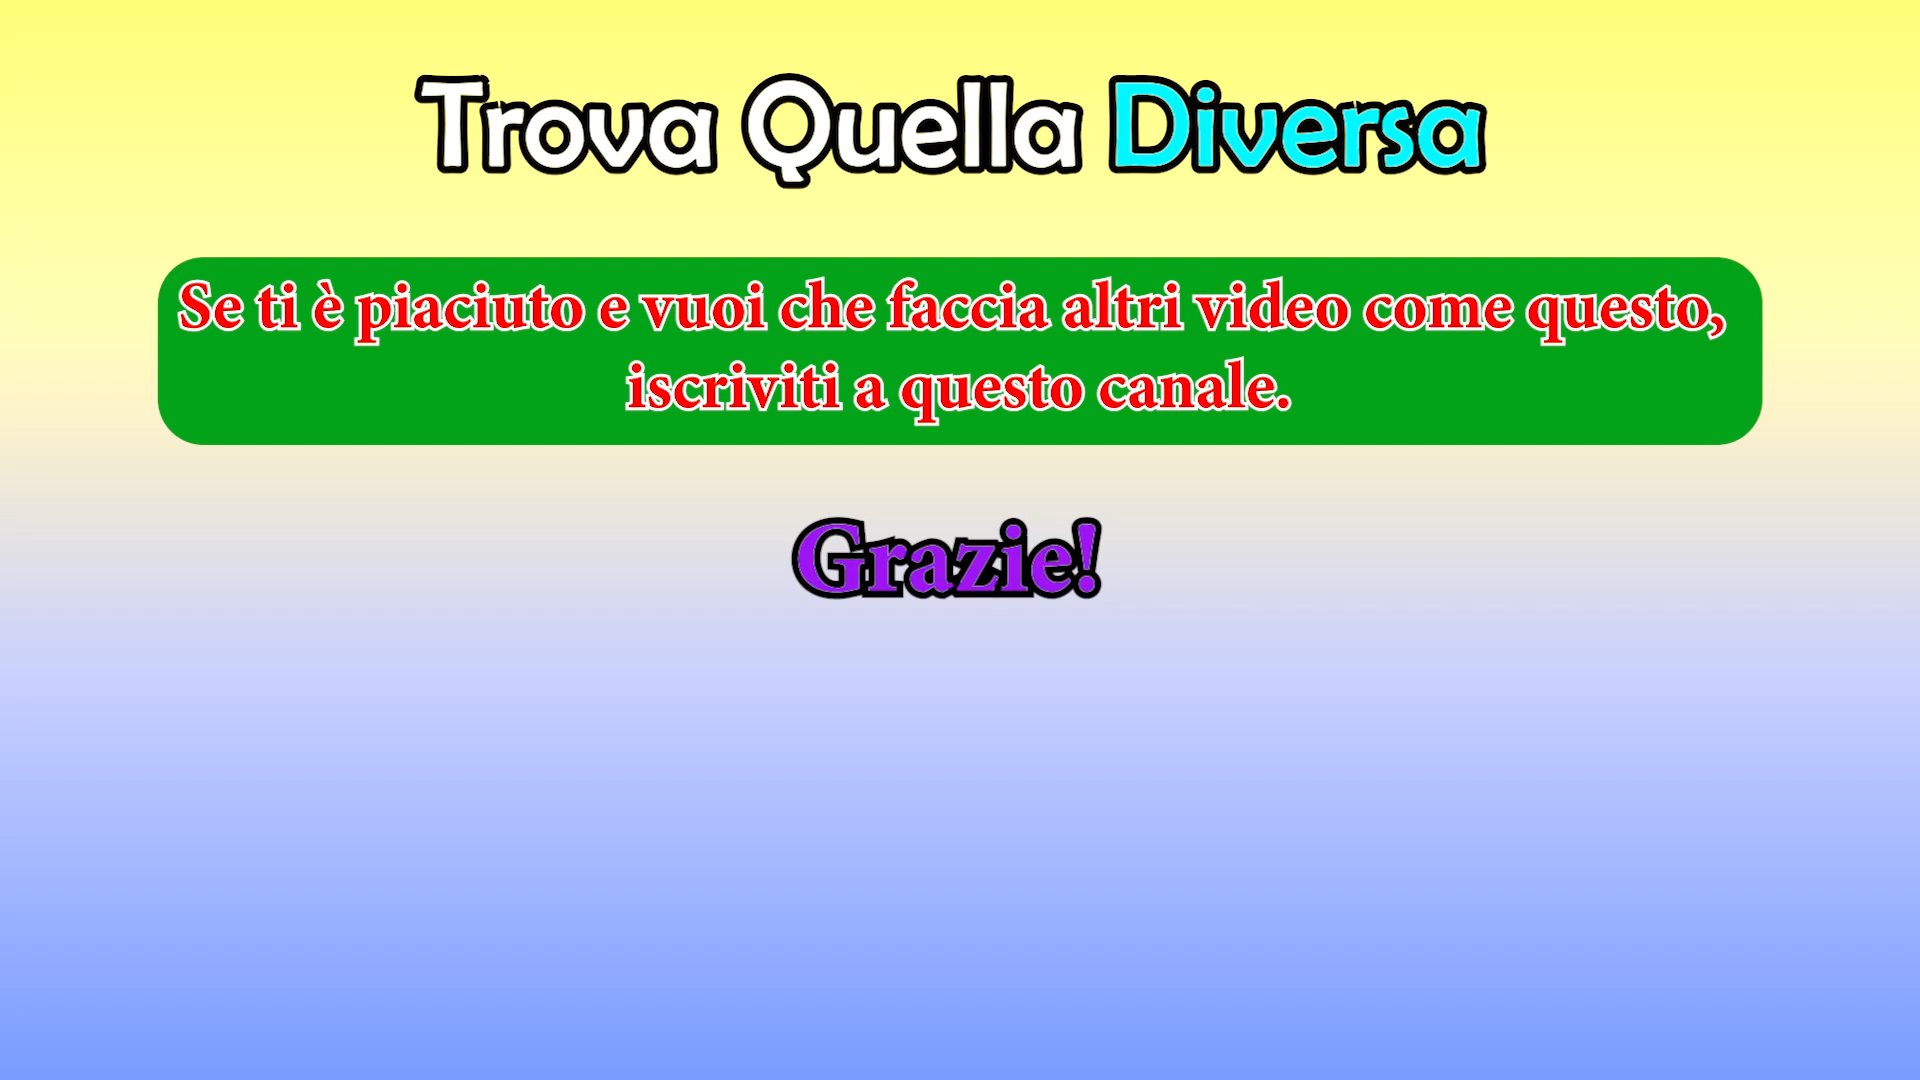 Trova Quella Diversa
Se ti è piaciuto e vuoi che faccia altri video come questo,
iscriviti a questo canale.
Grazie!